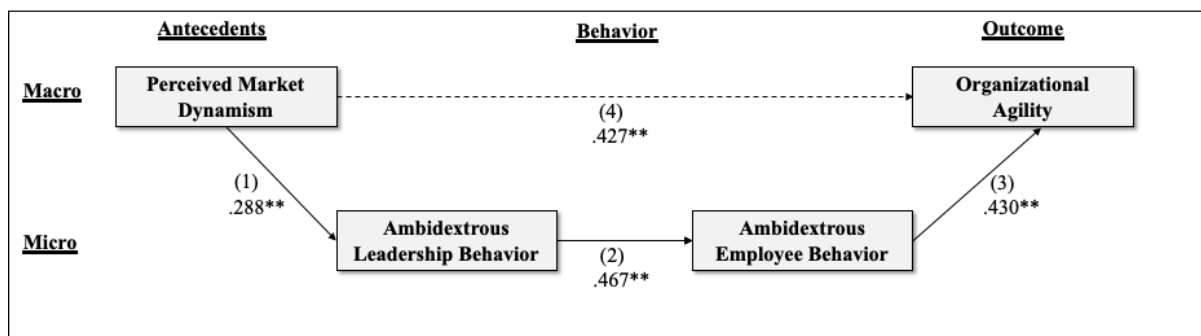 Antecedents Behavior Outcome
Macro
Perceived Market
Dynamism
Organizational
Agility
(4)
.427**
(1)
.288**
(3)
.430**
Micro
Ambidextrous
Leadership Behavior
(2)
.467**
Ambidextrous
Employee Behavior